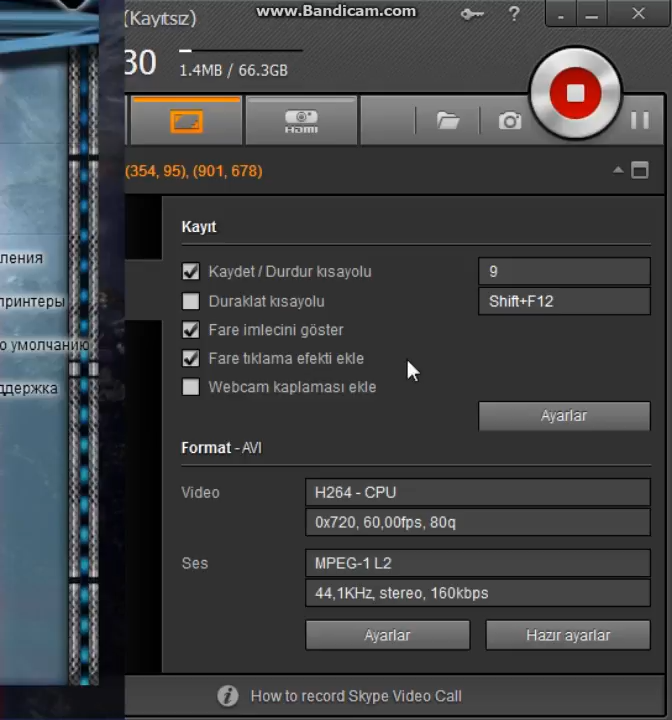 (Kayıtsız)
www.Bandicam.com
?
30
1.4MB / 66.3GB
HDMI
(354, 95), (901, 678)
Kayıt
Kaydet / Durdur kısayolu
9
Duraklat kısayolu
Shift+F12
Fare imlecini göster
Fare tıklama efekti ekle
Webcam kaplaması ekle
Ayarlar
Format - AVI
Video
H264 - CPU
0x720, 60,00fps, 80q
Ses
MPEG-1 L2
44,1KHz, stereo, 160kbps
Ayarlar
Hazır ayarlar
How to record Skype Video Call
ления
принтеры
о умолчанию
ддержка